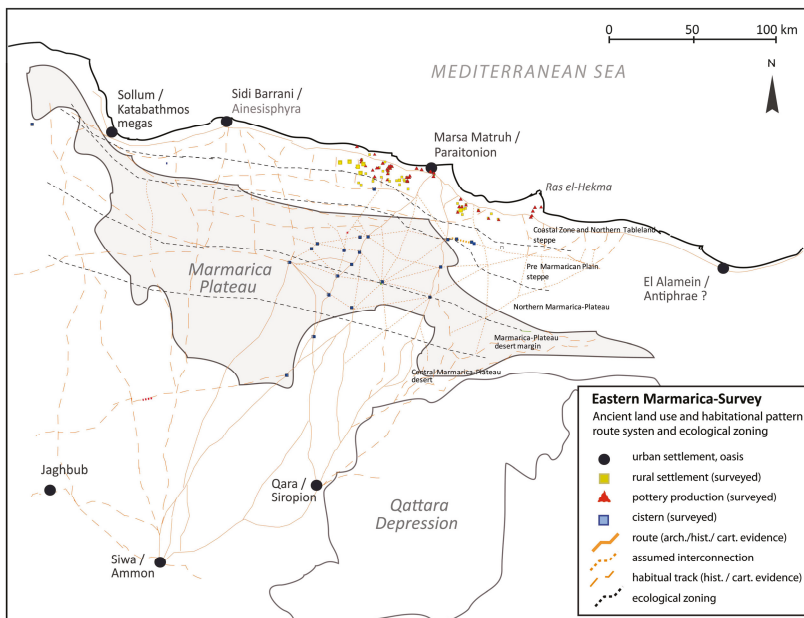 0 50 100 km
MEDITERRANEAN SEA
N
Sollum /
Katabathmos
megas
Sidi Barrani /
Ainesisphyra
Marsa Matruh /
Paraitonion
Ras el-Hekma
Coastal Zone and Northern Tableland
steppe
Pre Marmarican Plain
steppe
El Alamein /
Antiphrae ?
Marmarica
Plateau
Northern Marmarica-Plateau
Marmarica-Plateau
desert margin
Central Marmarica-Plateau
desert
Jaghbub
Qara /
Siropion
Qattara
Depression
Siwa /
Ammon
Eastern Marmarica-Survey
Ancient land use and habitational pattern
route systen and ecological zoning
urban settlement, oasis
rural settlement (surveyed)
pottery production (surveyed)
cistern (surveyed)
route (arch./hist./ cart. evidence)
assumed interconnection
habitual track (hist. / cart. evidence)
ecological zoning